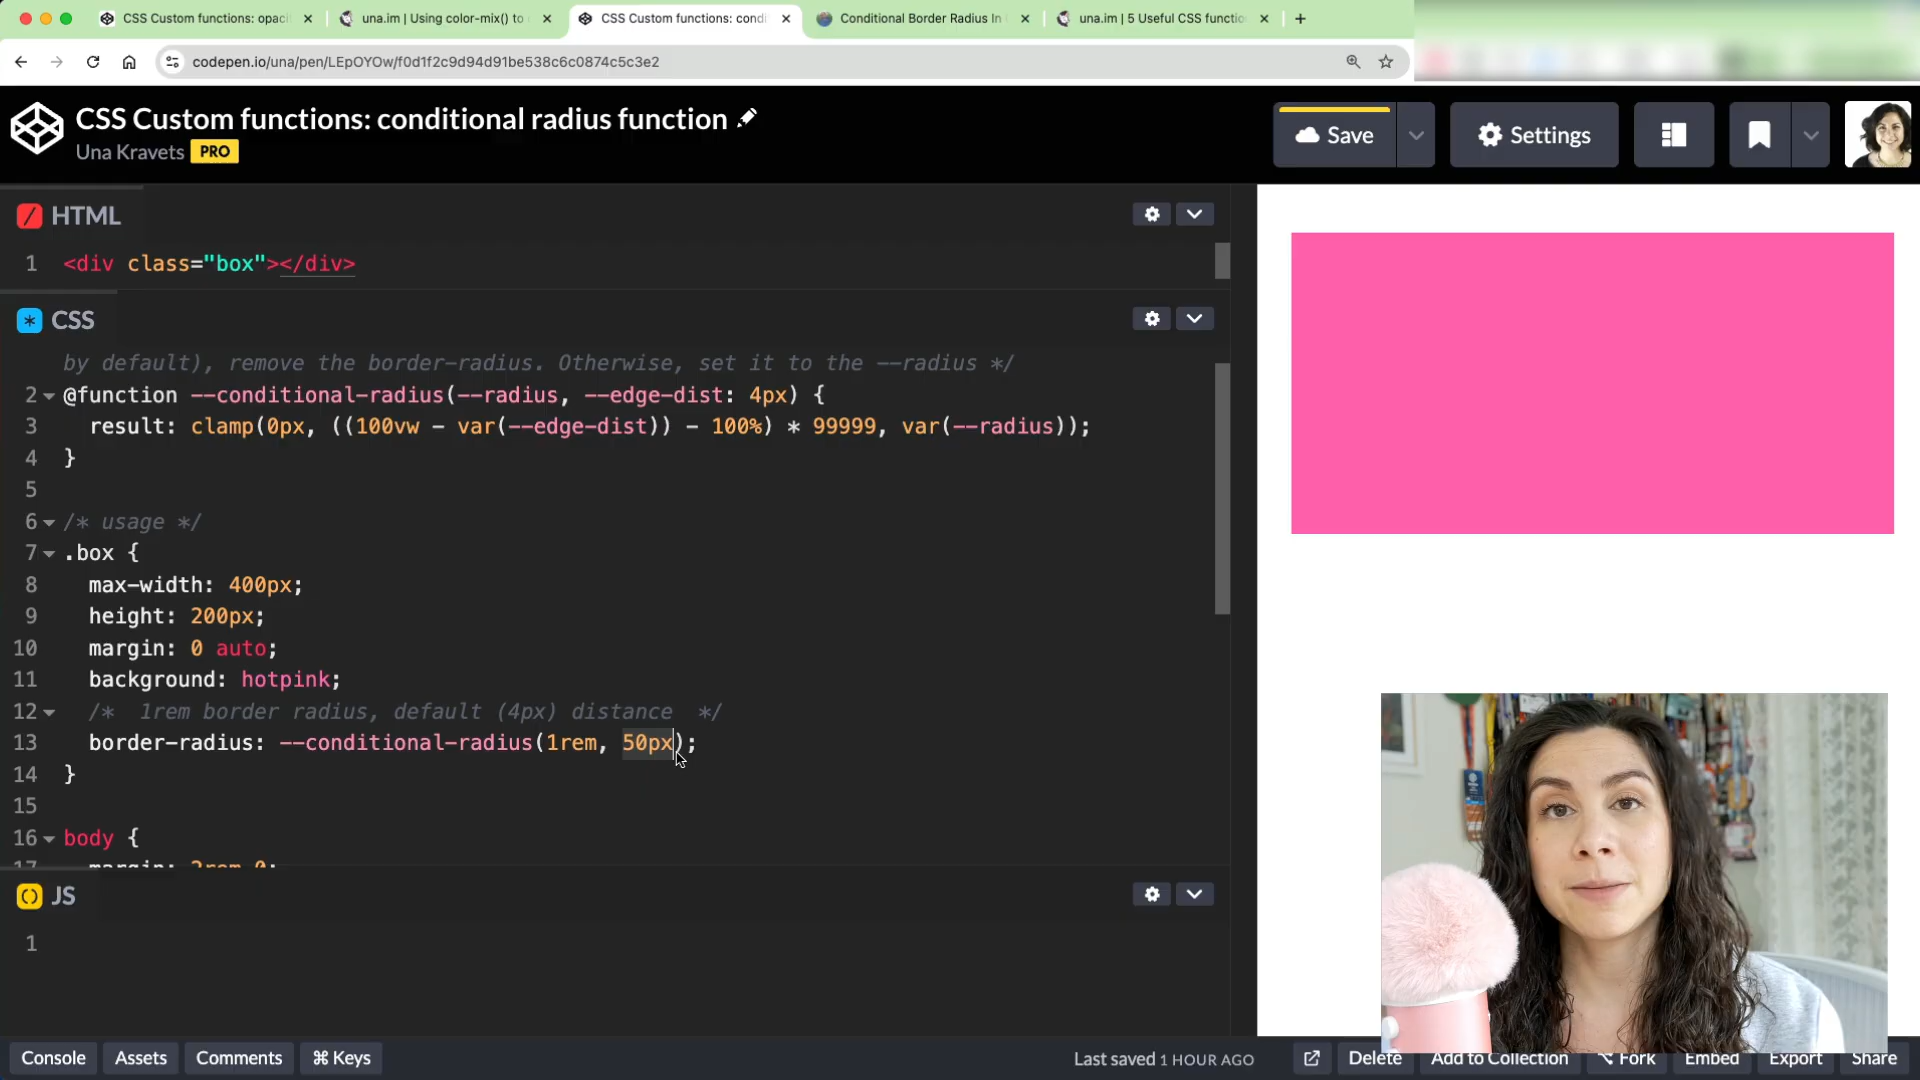 CSS Custom functions: opaci
una.im | Using color-mix() to
CSS Custom functions: condi
Conditional Border Radius In
una.im | 5 Useful CSS functio
codepen.io/una/pen/LEpOYOw/f0d1f2c9d94d91be538c6c0874c5c3e2
CSS Custom functions: conditional radius function
Una Kravets PRO
Save
Settings
HTML
1 <div class="box"></div>
CSS
by default), remove the border-radius. Otherwise, set it to the --radius */
2 @function --conditional-radius(--radius, --edge-dist: 4px) {
3 result: clamp(0px, ((100vw - var(--edge-dist)) - 100%) * 99999, var(--radius));
4 }
5
6 /* usage */
7 .box {
8 max-width: 400px;
9 height: 200px;
10 margin: 0 auto;
11 background: hotpink;
12 /* 1rem border radius, default (4px) distance */
13 border-radius: --conditional-radius(1rem, 50px);
14 }
15
16 body {
17 margin: 2rem 0;
JS
1
Console
Assets
Comments
⌘ Keys
Last saved 1 HOUR AGO
Delete
Add to Collection
⌥ Fork
Embed
Export
Share